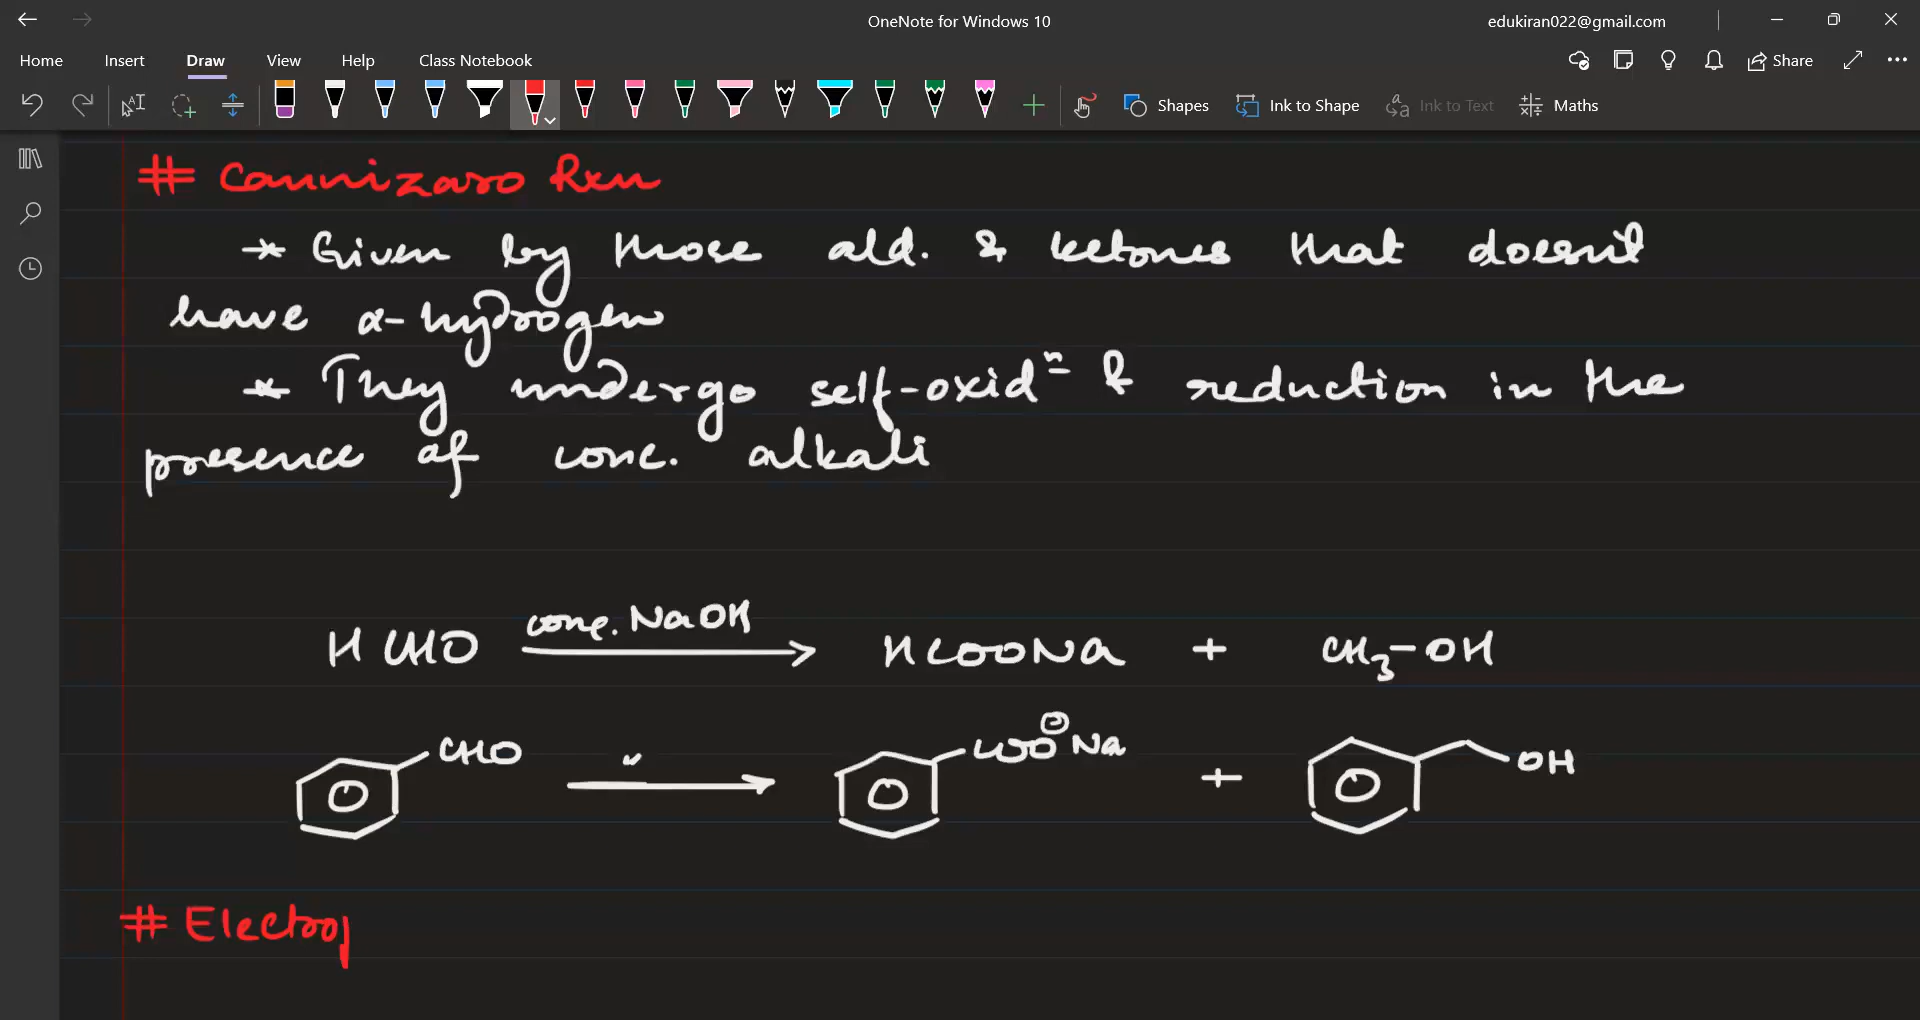 OneNote for Windows 10
edukiran022@gmail.com
Home Insert Draw View Help Class Notebook
Share
Shapes Ink to Shape Ink to Text Maths
# Cannizaro Rxn
* Given by those ald. & ketones that doesn't
have α-hydrogen
* They undergo self-oxidⁿ & reduction in the
presence of conc. alkali
HCHO conc. NaOH → HCOONa + CH₃-OH
CHO " → COO⊖Na + OH
# Electrop